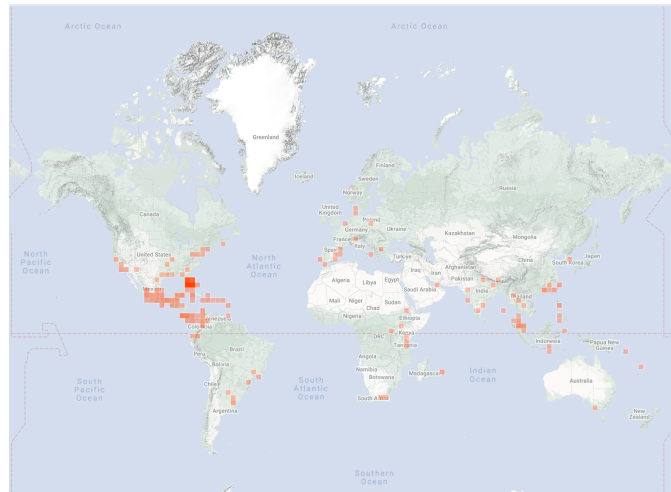 Arctic Ocean
Arctic Ocean
Greenland
Iceland
Finland
Sweden
Norway
Russia
United
Kingdom
Canada
Poland
Germany
Ukraine
France
Kazakhstan
Italy
Mongolia
Spain
North
Pacific
Ocean
United States
North
Atlantic
Ocean
Türkiye
China
South Korea
Japan
Iraq
Iran
Afghanistan
Pakistan
Algeria
Libya
Egypt
Saudi Arabia
India
Mexico
Mali
Niger
Chad
Sudan
Thailand
Nigeria
Ethiopia
Venezuela
Colombia
DRC
Kenya
Indonesia
Papua New
Guinea
Tanzania
Peru
Brazil
Angola
Bolivia
Namibia
Botswana
Madagascar
Indian
Ocean
South
Pacific
Ocean
Chile
South
Atlantic
Ocean
Australia
South Africa
Argentina
New
Zealand
Southern
Ocean